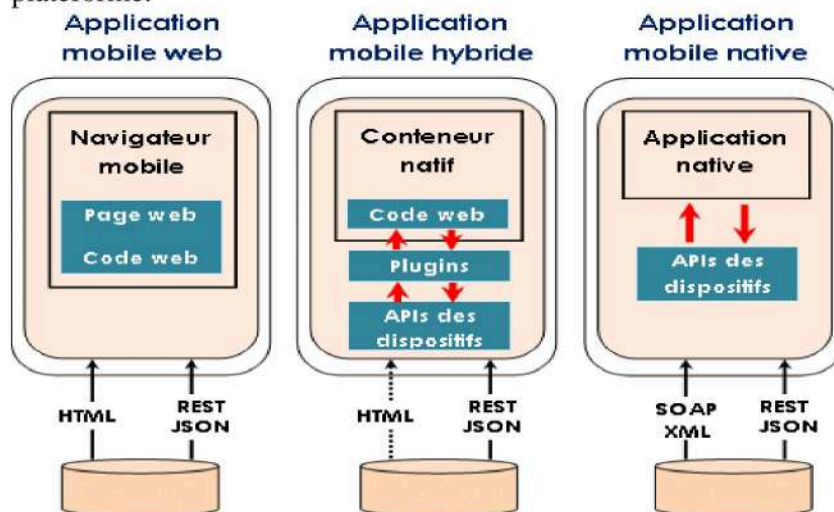 plateforme.
Application
mobile web
Navigateur
mobile
Page web
Code web
HTML
REST
JSON
Application
mobile hybride
Conteneur
natif
Code web
Plugins
APIs des
dispositifs
HTML
REST
JSON
Application
mobile native
Application
native
APIs des
dispositifs
SOAP
XML
REST
JSON